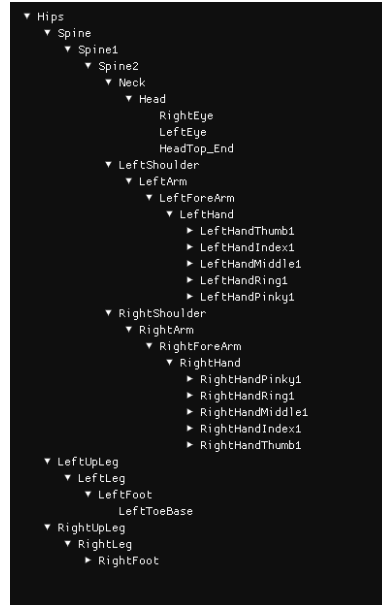 Hips
Spine
Spine1
Spine2
Neck
Head
RightEye
LeftEye
HeadTop_End
LeftShoulder
LeftArm
LeftForeArm
LeftHand
LeftHandThumb1
LeftHandIndex1
LeftHandMiddle1
LeftHandRing1
LeftHandPinky1
RightShoulder
RightArm
RightForeArm
RightHand
RightHandPinky1
RightHandRing1
RightHandMiddle1
RightHandIndex1
RightHandThumb1
LeftUpLeg
LeftLeg
LeftFoot
LeftToeBase
RightUpLeg
RightLeg
RightFoot